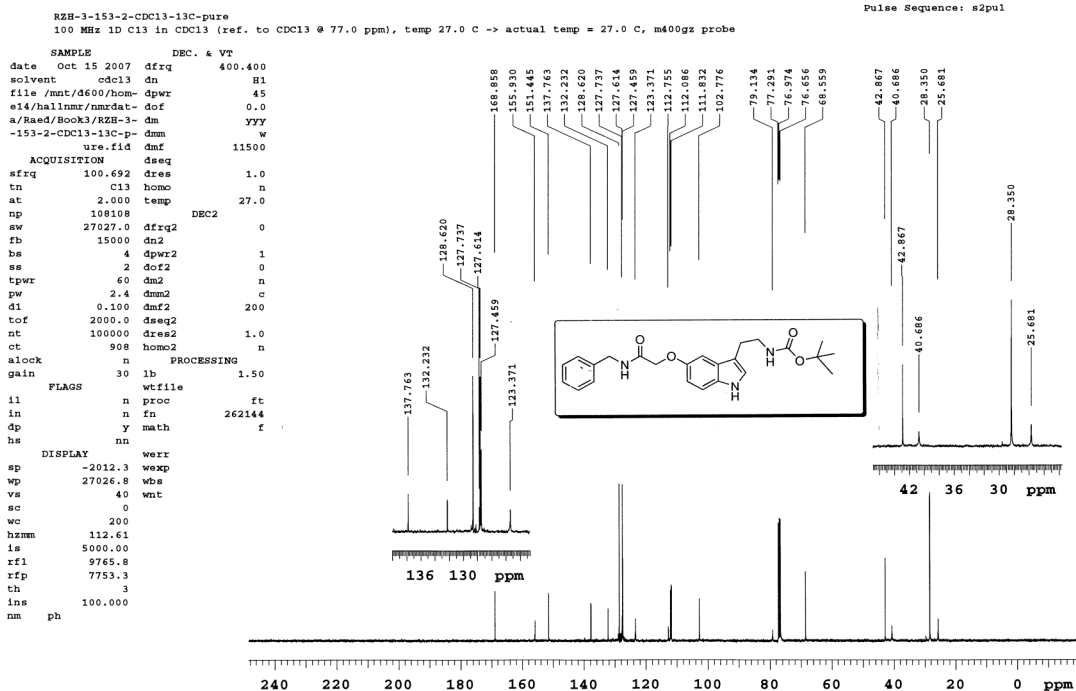 Pulse Sequence: s2pul
RZH-3-153-2-CDCl3-13C-pure
100 MHz 1D C13 in CDCl3 (ref. to CDCl3 @ 77.0 ppm), temp 27.0 C -> actual temp = 27.0 C, m400gz probe
SAMPLE DEC. & VT
date Oct 15 2007 dfrq 400.400
solvent cdcl3 dn H1
file /mnt/d600/hom~ dpwr 45
e14/hallnmr/nmrdat~ dof 0.0
a/Raed/Book3/RZH-3~ dm yyy
-153-2-CDCl3-13C-p~ dmm w
ure.fid dmf 11500
ACQUISITION dseq
sfrq 100.692 dres 1.0
tn C13 homo n
at 2.000 temp 27.0
np 108108 DEC2
sw 27027.0 dfrq2 0
fb 15000 dn2
bs 4 dpwr2 1
ss 2 dof2 0
tpwr 60 dm2 n
pw 2.4 dmm2 c
d1 0.100 dmf2 200
tof 2000.0 dseq2
nt 100000 dres2 1.0
ct 908 homo2 n
alock n PROCESSING
gain 30 lb 1.50
FLAGS wtfile
il n proc ft
in n fn 262144
dp y math f
hs nn
DISPLAY werr
sp -2012.3 wexp
wp 27026.8 wbs
vs 40 wnt
sc 0
wc 200
hzmm 112.61
is 5000.00
rfl 9765.8
rfp 7753.3
th 3
ins 100.000
nm ph
168.858
155.930
151.445
137.763
132.232
128.620
127.737
127.614
127.459
123.371
112.755
112.086
111.832
102.776
79.134
77.291
76.974
76.656
68.559
42.867
40.686
28.350
25.681
137.763
132.232
128.620
127.737
127.614
127.459
123.371
136 130 ppm
O
N
H
O
N
H
H
N
O
O
42.867
40.686
28.350
25.681
42 36 30 ppm
240 220 200 180 160 140 120 100 80 60 40 20 0 ppm